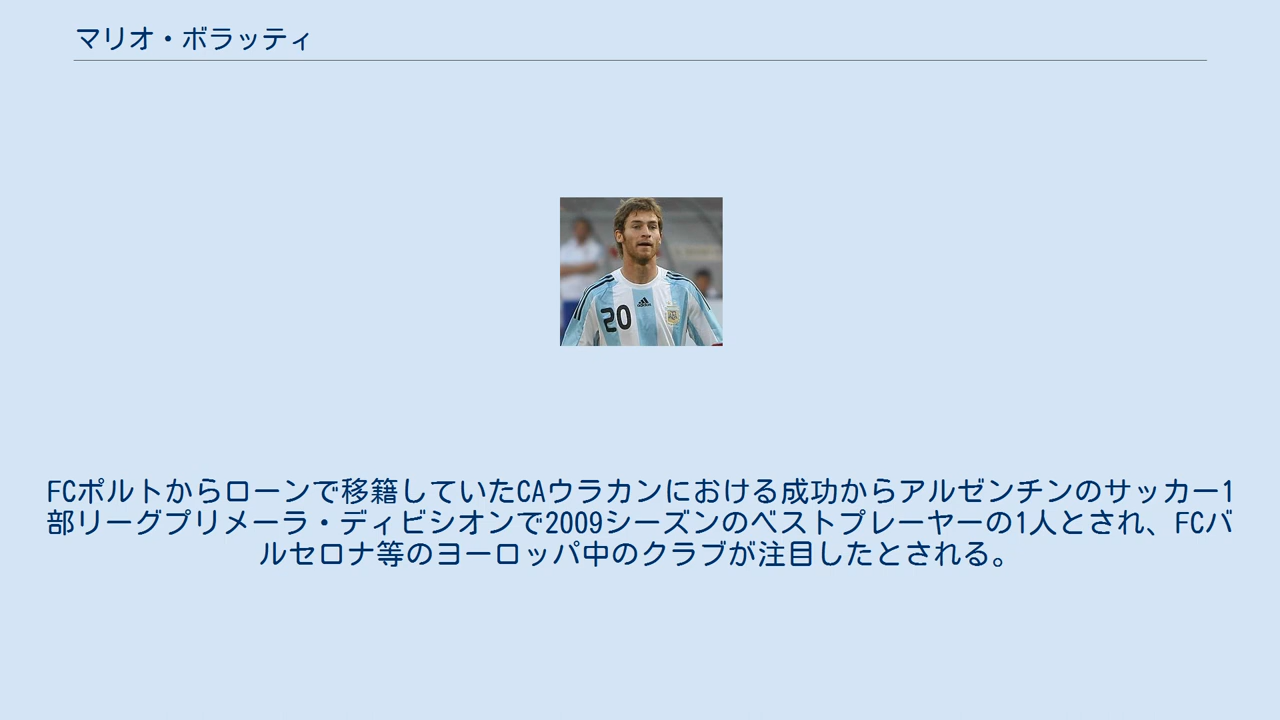 マリオ・ボラッティ
20
FCポルトからローンで移籍していたCAウラカンにおける成功からアルゼンチンのサッカー1
部リーグプリメーラ・ディビシオンで2009シーズンのベストプレーヤーの1人とされ、FCバ
ルセロナ等のヨーロッパ中のクラブが注目したとされる。